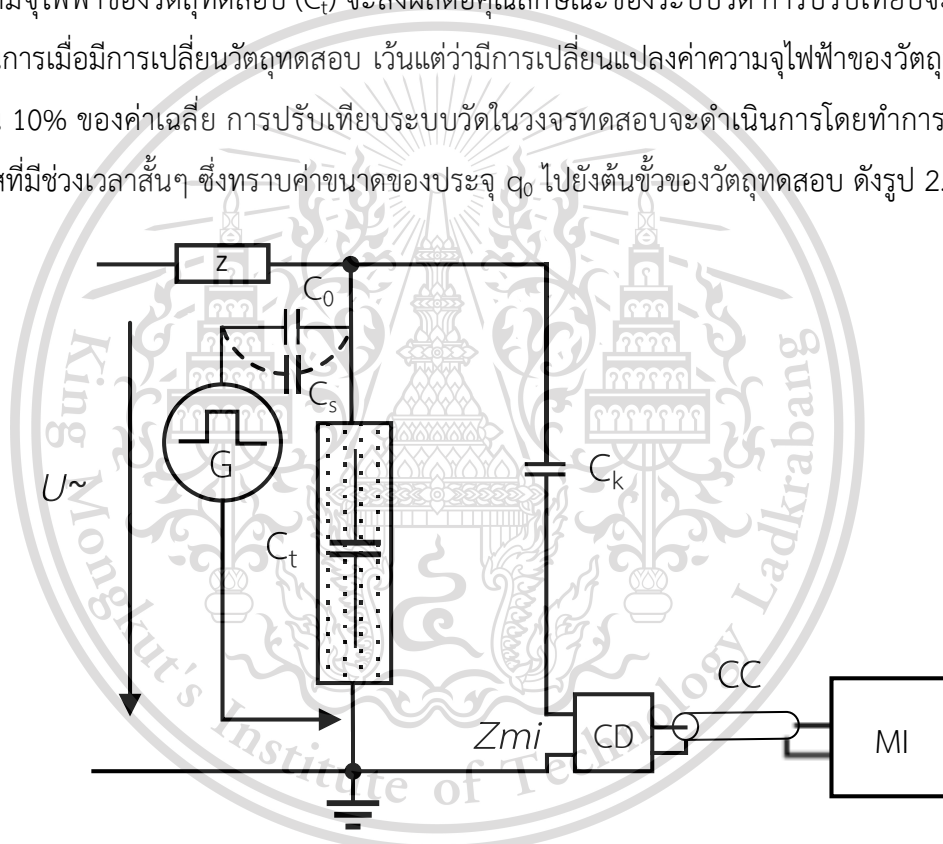 มจุไฟฟ้าของวัตถุทดสอบ (Cₜ) จะส่งผลต่อคุณลักษณะของระบบวัด การปรับเทียบจะ
การเมื่อมีการเปลี่ยนวัตถุทดสอบ เว้นแต่ว่ามีการเปลี่ยนแปลงค่าความจุไฟฟ้าของวัตถุ
10% ของค่าเฉลี่ย การปรับเทียบระบบวัดในวงจรทดสอบจะดำเนินการโดยทำการ
ที่มีช่วงเวลาสั้นๆ ซึ่งทราบค่าขนาดของประจุ q₀ ไปยังต้นขั้วของวัตถุทดสอบ ดังรูป 2.
z
C₀
Cₛ
G
U~
Cₖ
Cₜ
CC
Zmi
CD
MI
King Mongkut's Institute of Technology Ladkrabang